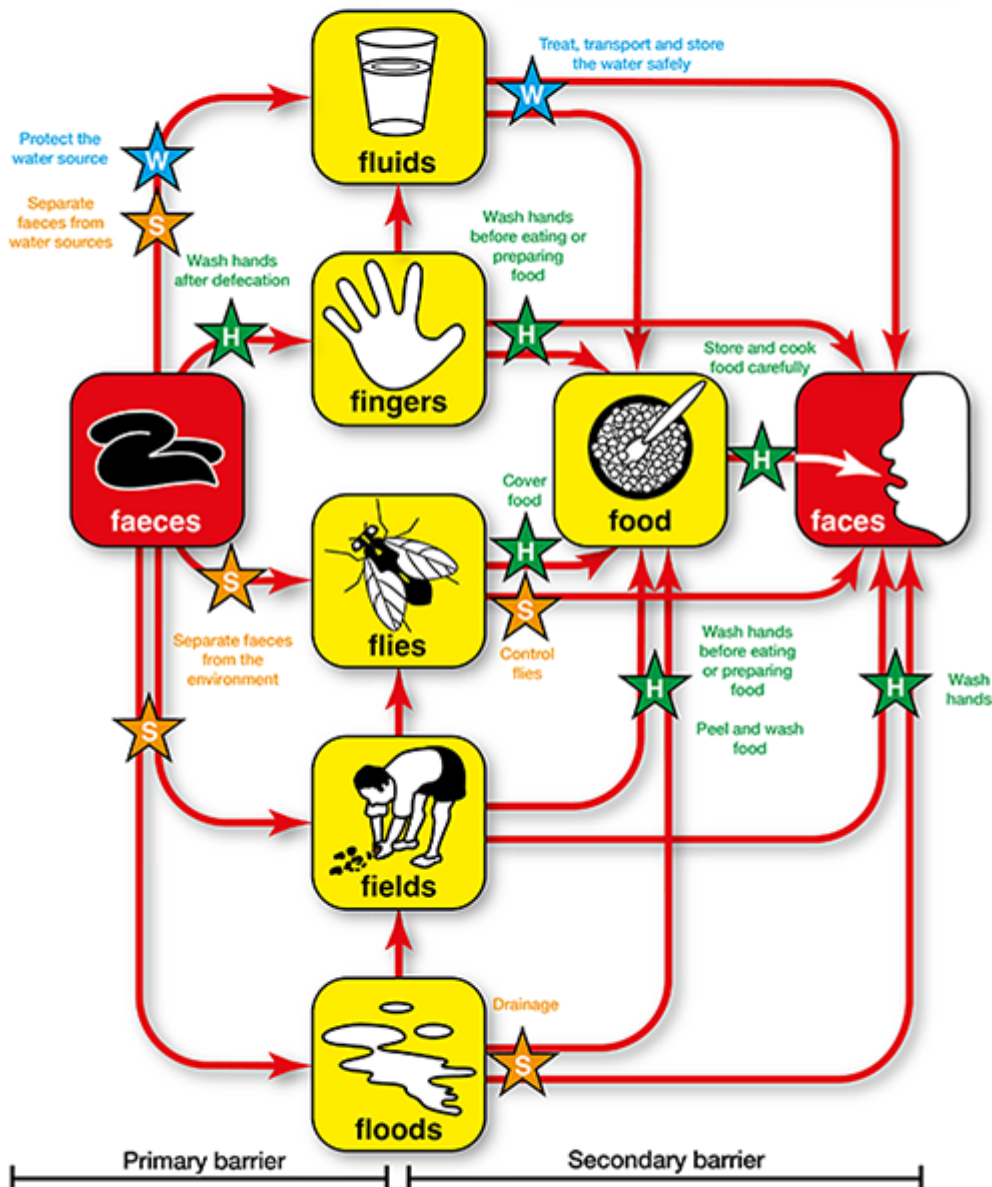 Treat, transport and store
the water safely
W
fluids
Protect the
water source
W
Separate
faeces from
water sources
S
Wash hands
after defecation
H
Wash hands
before eating or
preparing
food
H
fingers
Store and cook
food carefully
H
faeces
food
faces
Cover
food
H
S
flies
S
Control
flies
Separate faeces
from the
environment
S
Wash hands
before eating
or preparing
food
H
Peel and wash
food
H
Wash
hands
fields
Drainage
S
floods
Primary barrier
Secondary barrier